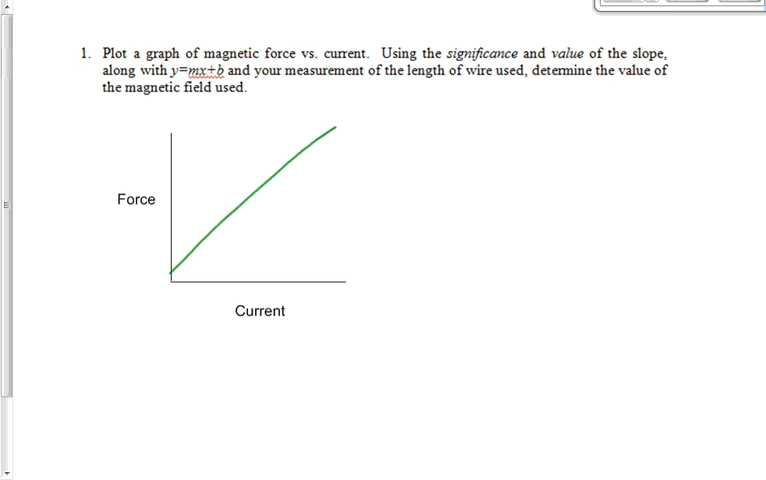 1. Plot a graph of magnetic force vs. current. Using the significance and value of the slope,
along with y=mx+b and your measurement of the length of wire used, determine the value of
the magnetic field used.
Force
Current